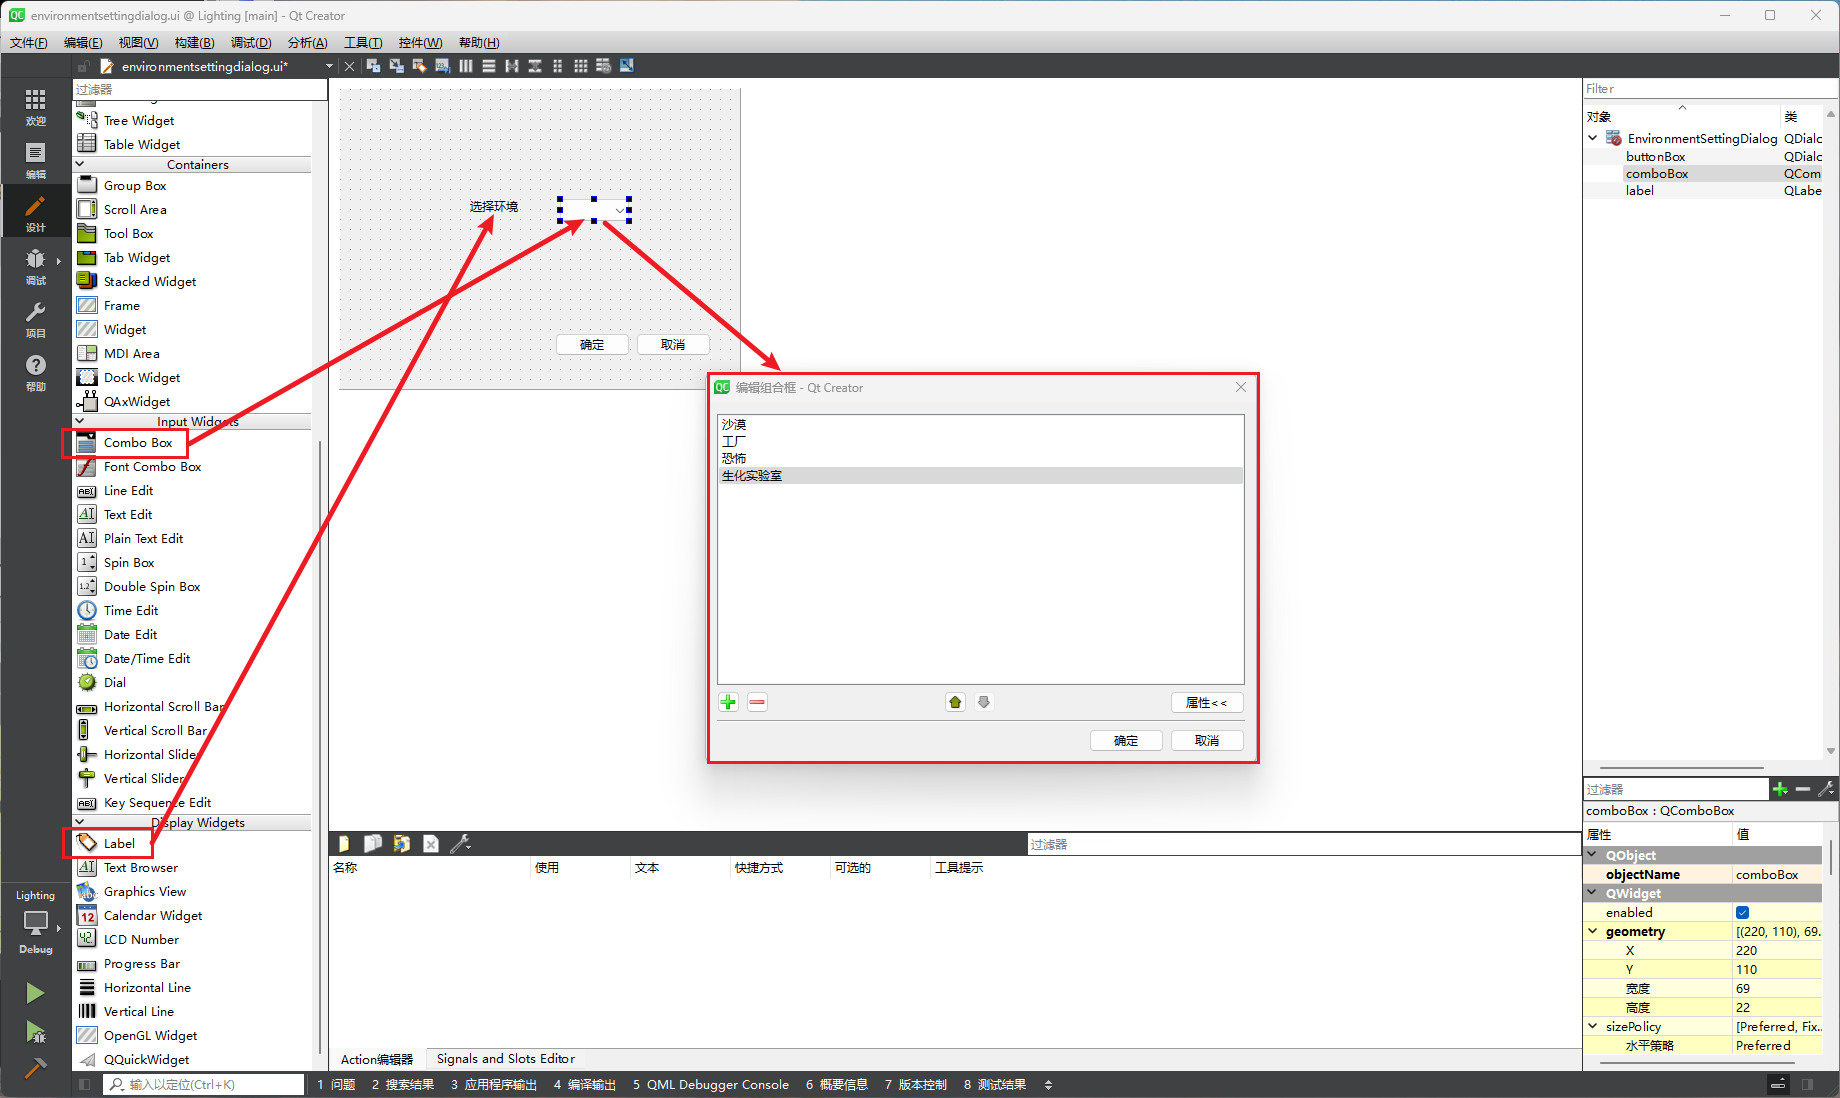 environmentsettingdialog.ui @ Lighting [main] - Qt Creator
文件(F) 编辑(E) 视图(V) 构建(B) 调试(D) 分析(A) 工具(T) 控件(W) 帮助(H)
environmentsettingdialog.ui*
欢迎
编辑
设计
调试
项目
帮助
Lighting
Debug
过滤器
Tree Widget
Table Widget
Containers
Group Box
Scroll Area
Tool Box
Tab Widget
Stacked Widget
Frame
Widget
MDI Area
Dock Widget
QAxWidget
Input Widgets
Combo Box
Font Combo Box
Line Edit
Text Edit
Plain Text Edit
Spin Box
Double Spin Box
Time Edit
Date Edit
Date/Time Edit
Dial
Horizontal Scroll Bar
Vertical Scroll Bar
Horizontal Slider
Vertical Slider
Key Sequence Edit
Display Widgets
Label
Text Browser
Graphics View
Calendar Widget
LCD Number
Progress Bar
Horizontal Line
Vertical Line
OpenGL Widget
QQuickWidget
选择环境
确定 取消
编辑组合框 - Qt Creator
沙漠
工厂
恐怖
生化实验室
属性<<
确定 取消
过滤器
名称 使用 文本 快捷方式 可选的 工具提示
Action编辑器 Signals and Slots Editor
Filter
对象 类
EnvironmentSettingDialog QDialc
buttonBox QDialc
comboBox QCom
label QLabe
过滤器
comboBox : QComboBox
属性 值
QObject
objectName comboBox
QWidget
enabled
geometry [(220, 110), 69...
X 220
Y 110
宽度 69
高度 22
sizePolicy [Preferred, Fix...
水平策略 Preferred
输入以定位(Ctrl+K) 1 问题 2 搜索结果 3 应用程序输出 4 编译输出 5 QML Debugger Console 6 概要信息 7 版本控制 8 测试结果